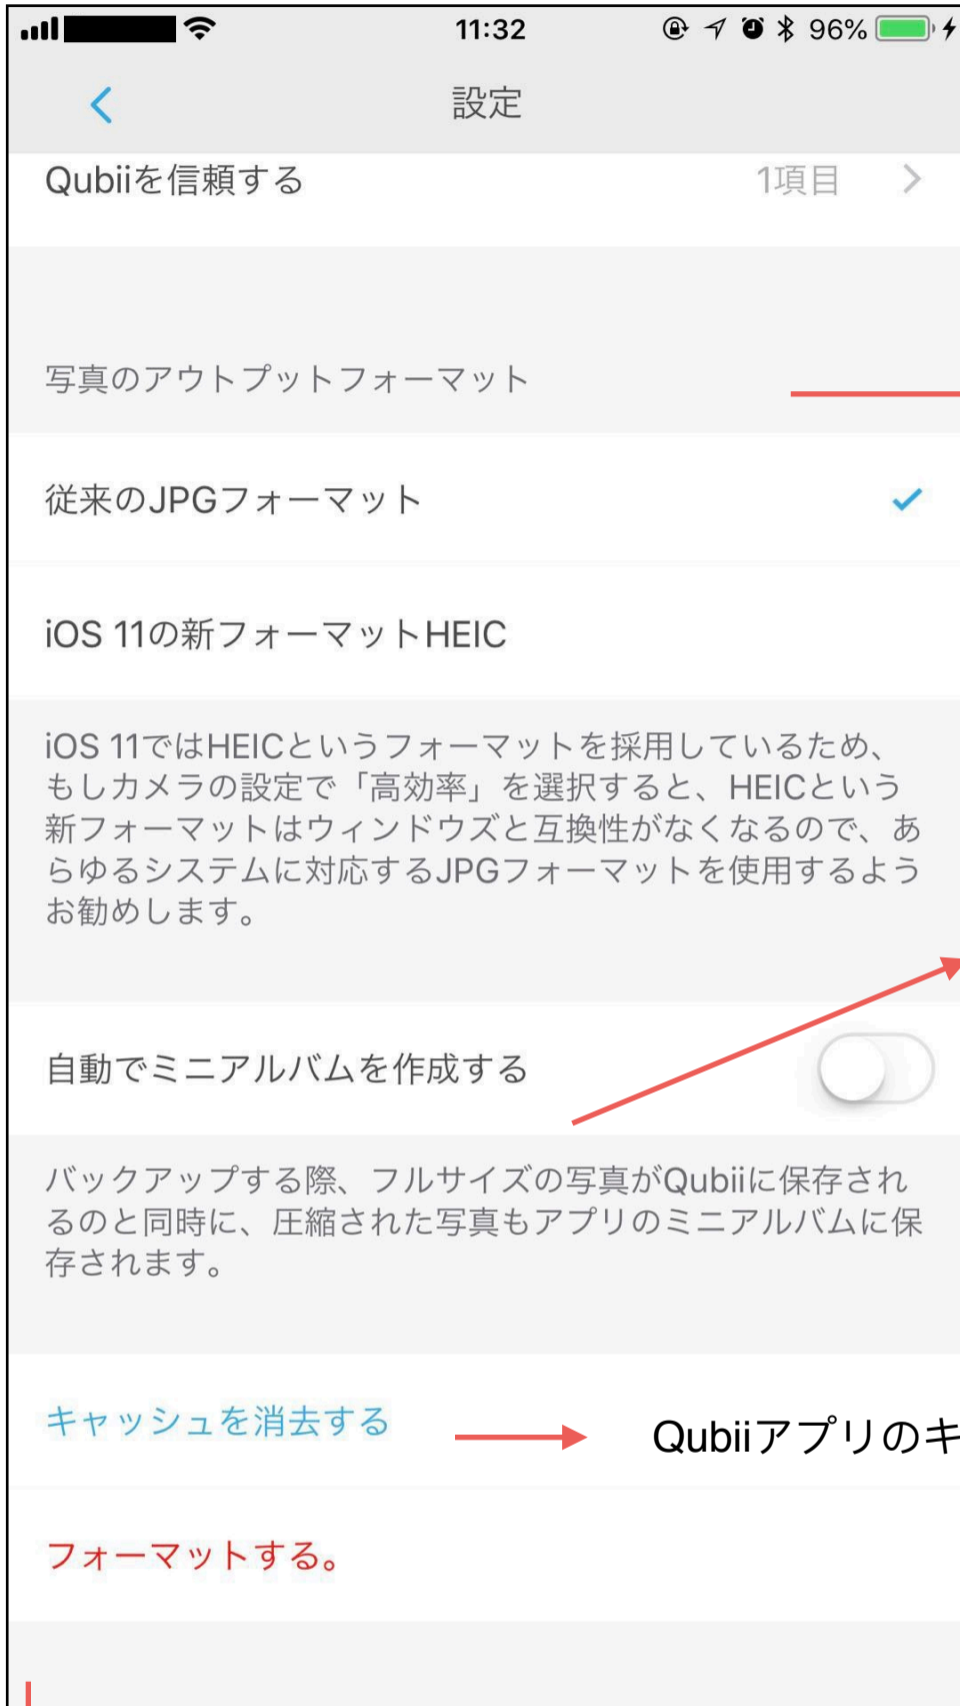 11:32
96%
設定
Qubiiを信頼する 1項目
写真のアウトプットフォーマット
従来のJPGフォーマット
iOS 11の新フォーマットHEIC
iOS 11ではHEICというフォーマットを採用しているため、
もしカメラの設定で「高効率」を選択すると、HEICという
新フォーマットはウィンドウズと互換性がなくなるので、あ
らゆるシステムに対応するJPGフォーマットを使用するよう
お勧めします。
自動でミニアルバムを作成する
バックアップする際、フルサイズの写真がQubiiに保存され
るのと同時に、圧縮された写真もアプリのミニアルバムに保
存されます。
キャッシュを消去する
Qubiiアプリのキ
フォーマットする。